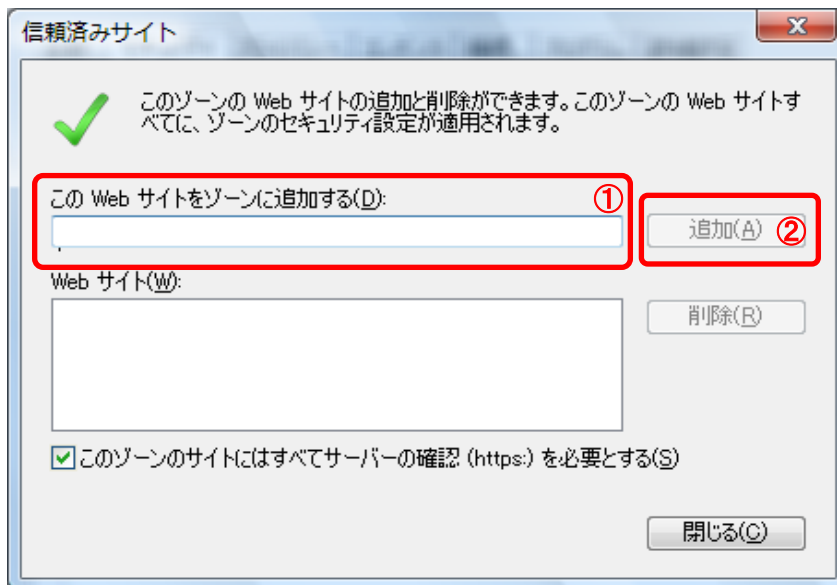 信頼済みサイト
このゾーンの Web サイトの追加と削除ができます。このゾーンの Web サイトす
べてに、ゾーンのセキュリティ設定が適用されます。
この Web サイトをゾーンに追加する(D): ①
追加(A) ②
Web サイト(W):
削除(R)
このゾーンのサイトにはすべてサーバーの確認 (https:) を必要とする(S)
閉じる(C)